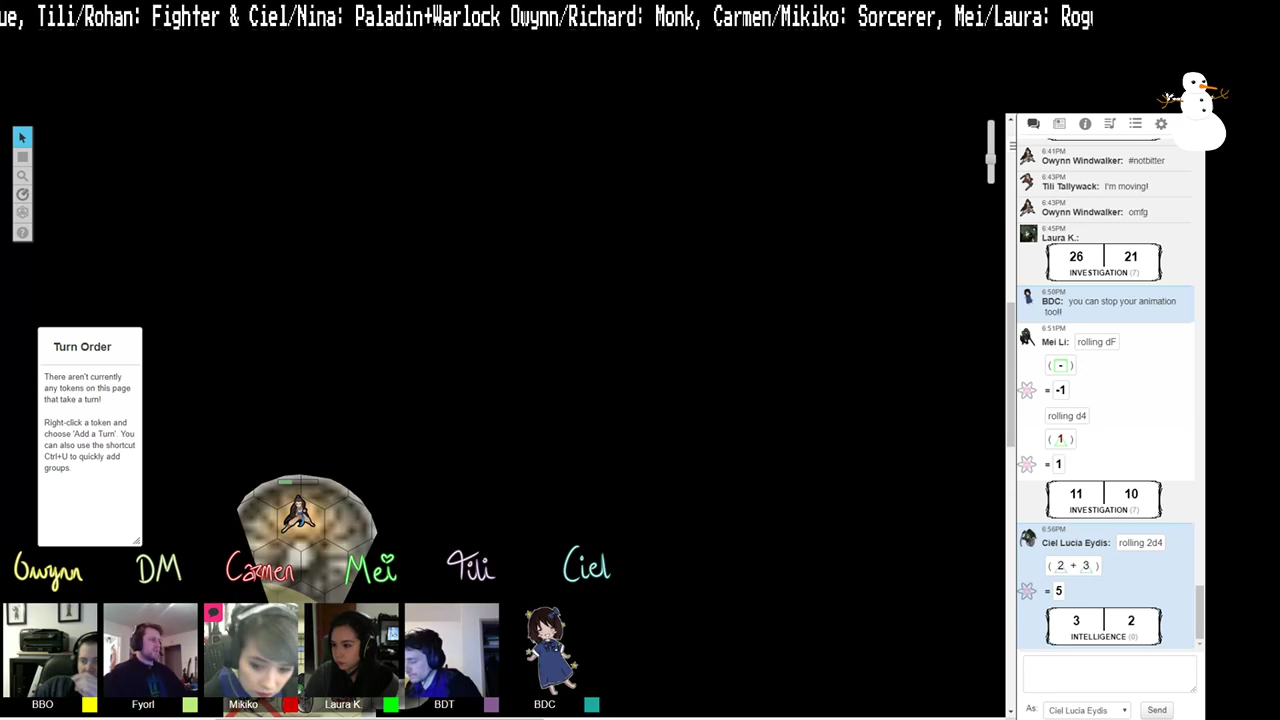 ue, Tili/Rohan: Fighter & Ciel/Nina: Paladin+Warlock Owynn/Richard: Monk, Carmen/Mikiko: Sorcerer, Mei/Laura: Rogu
6:41PM
Owynn Windwalker: #notbitter
6:43PM
Tili Tallywack: I'm moving!
6:43PM
Owynn Windwalker: omfg
6:45PM
Laura K.:
26 21
INVESTIGATION (7)
6:50PM
BDC: you can stop your animation
too!!
6:51PM
Mei Li: rolling dF
( - )
= -1
rolling d4
( 1 )
= 1
11 10
INVESTIGATION (7)
6:56PM
Ciel Lucia Eydis: rolling 2d4
( 2 + 3 )
= 5
3 2
INTELLIGENCE (0)
As: Ciel Lucia Eydis Send
Turn Order
There aren't currently
any tokens on this page
that take a turn!
Right-click a token and
choose 'Add a Turn'. You
can also use the shortcut
Ctrl+U to quickly add
groups.
Owynn DM Carmen Mei Tili Ciel
BBO Fyorl Mikiko Laura K. BDT BDC